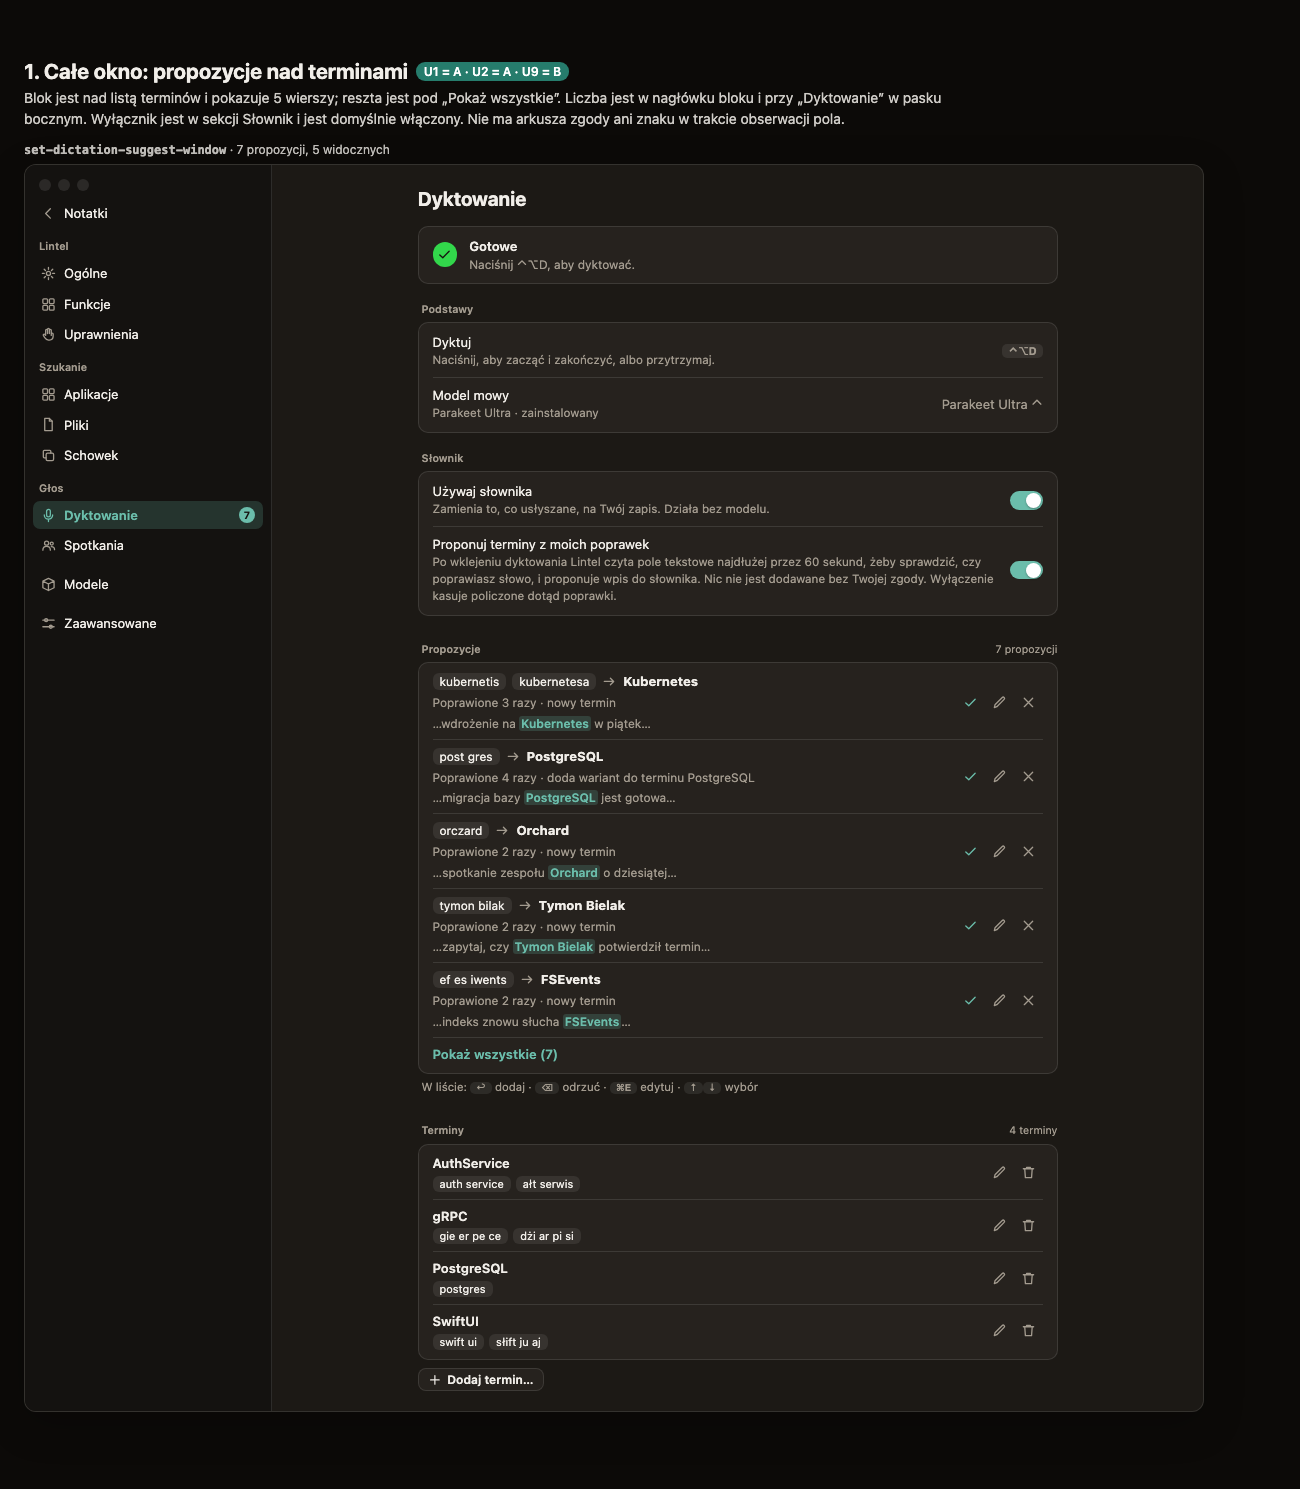 1. Całe okno: propozycje nad terminami U1 = A · U2 = A · U9 = B
Blok jest nad listą terminów i pokazuje 5 wierszy; reszta jest pod „Pokaż wszystkie”. Liczba jest w nagłówku bloku i przy „Dyktowanie” w pasku
bocznym. Wyłącznik jest w sekcji Słownik i jest domyślnie włączony. Nie ma arkusza zgody ani znaku w trakcie obserwacji pola.
set-dictation-suggest-window · 7 propozycji, 5 widocznych
Notatki
Lintel
Ogólne
Funkcje
Uprawnienia
Szukanie
Aplikacje
Pliki
Schowek
Głos
Dyktowanie 7
Spotkania
Modele
Zaawansowane
Dyktowanie
Gotowe
Naciśnij ⌃⌥D, aby dyktować.
Podstawy
Dyktuj
Naciśnij, aby zacząć i zakończyć, albo przytrzymaj.
⌃⌥D
Model mowy
Parakeet Ultra · zainstalowany
Parakeet Ultra
Słownik
Używaj słownika
Zamienia to, co usłyszane, na Twój zapis. Działa bez modelu.
Proponuj terminy z moich poprawek
Po wklejeniu dyktowania Lintel czyta pole tekstowe najdłużej przez 60 sekund, żeby sprawdzić, czy
poprawiasz słowo, i proponuje wpis do słownika. Nic nie jest dodawane bez Twojej zgody. Wyłączenie
kasuje policzone dotąd poprawki.
Propozycje 7 propozycji
kubernetis kubernetesa → Kubernetes
Poprawione 3 razy · nowy termin
…wdrożenie na Kubernetes w piątek…
post gres → PostgreSQL
Poprawione 4 razy · doda wariant do terminu PostgreSQL
…migracja bazy PostgreSQL jest gotowa…
orczard → Orchard
Poprawione 2 razy · nowy termin
…spotkanie zespołu Orchard o dziesiątej…
tymon bilak → Tymon Bielak
Poprawione 2 razy · nowy termin
…zapytaj, czy Tymon Bielak potwierdził termin…
ef es iwents → FSEvents
Poprawione 2 razy · nowy termin
…indeks znowu słucha FSEvents…
Pokaż wszystkie (7)
W liście: ↩ dodaj · ⌫ odrzuć · ⌘E edytuj · ↑ ↓ wybór
Terminy 4 terminy
AuthService
auth service ałt serwis
gRPC
gie er pe ce dżi ar pi si
PostgreSQL
postgres
SwiftUI
swift ui słift ju aj
+ Dodaj termin…